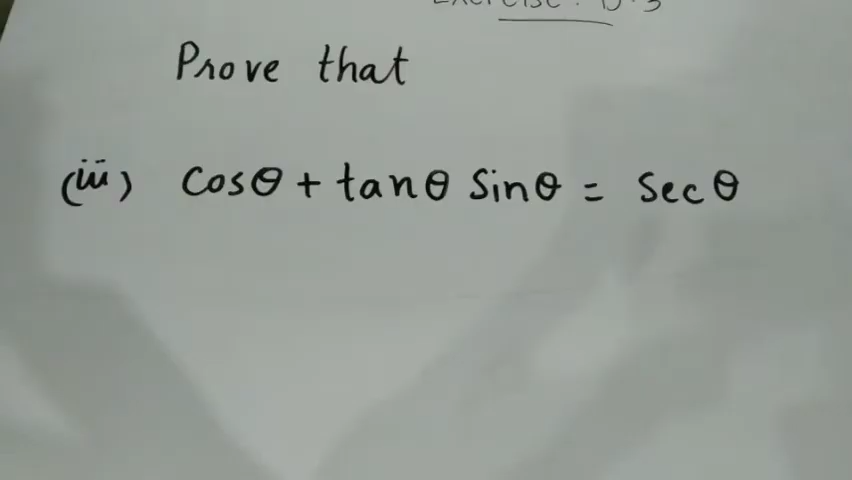 Prove that
(iii) Cosθ + tanθ Sinθ = Secθ